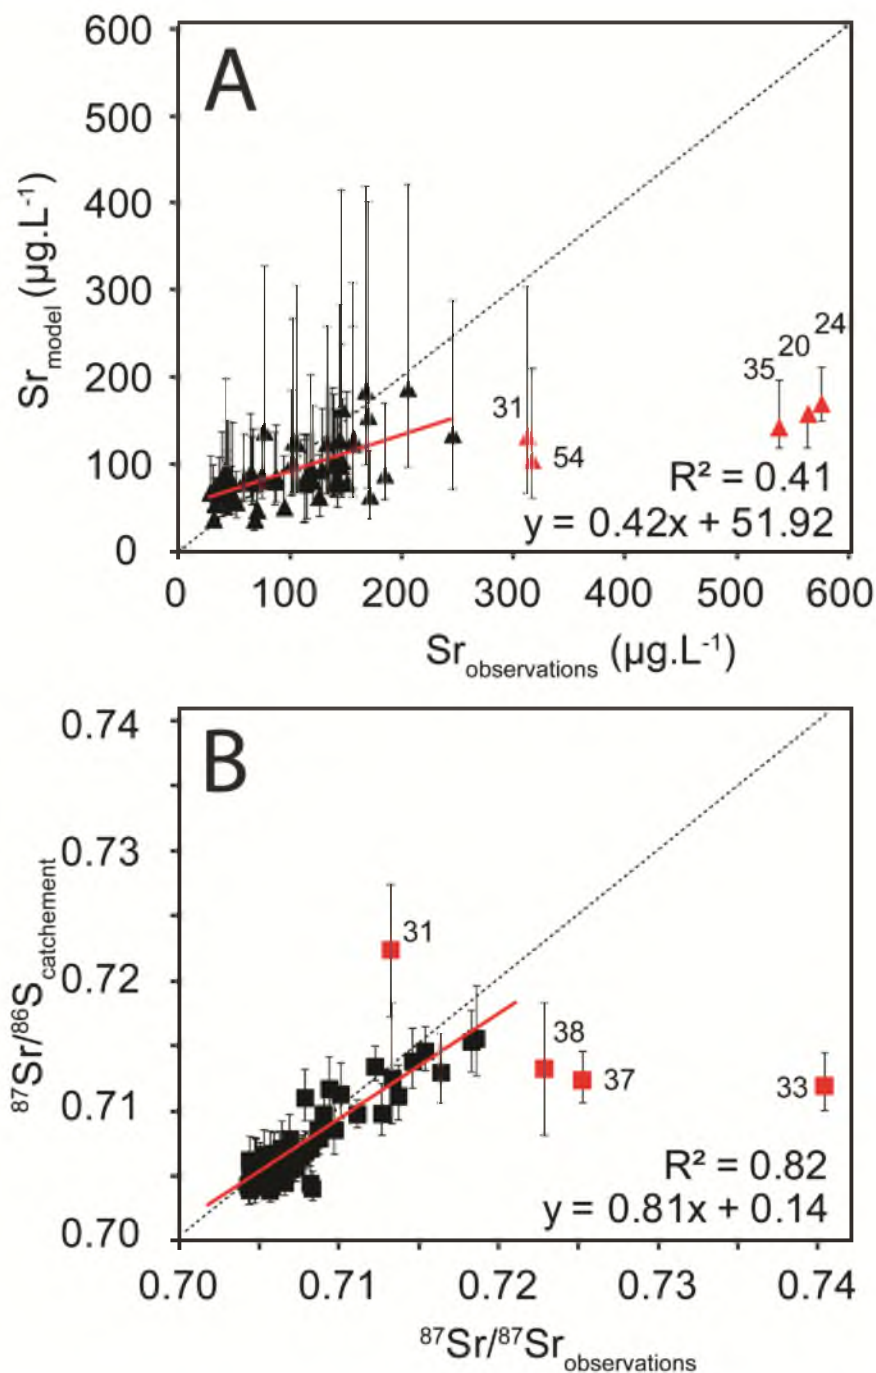 A
600
500
400
300
200
100
0
Sr_model (µg.L⁻¹)
24
20
35
31
54
R² = 0.41
y = 0.42x + 51.92
0 100 200 300 400 500 600
Sr_observations (µg.L⁻¹)
B
0.74
0.73
0.72
0.71
0.70
⁸⁷Sr/⁸⁶S_catchement
31
38
37
33
R² = 0.82
y = 0.81x + 0.14
0.70 0.71 0.72 0.73 0.74
⁸⁷Sr/⁸⁷Sr_observations